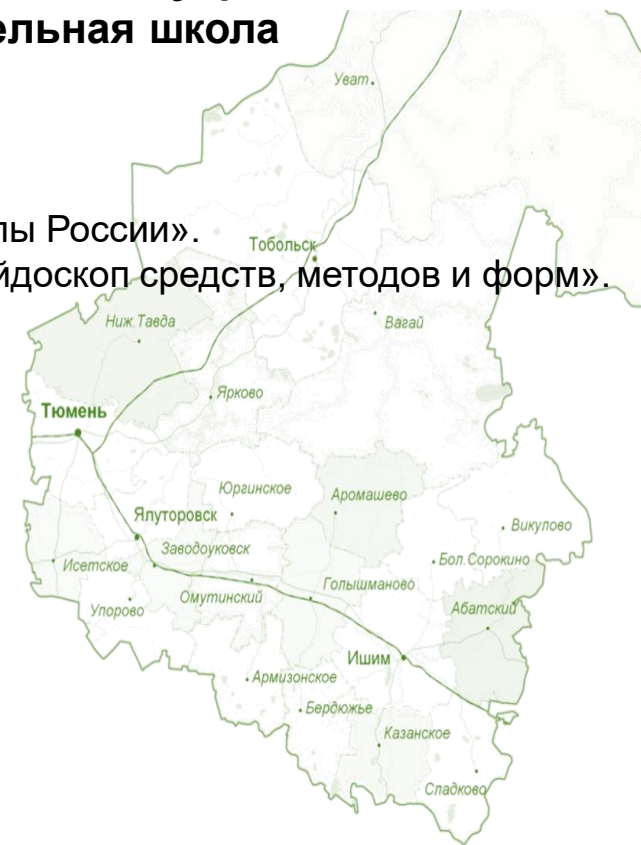 ельная школа
Уват
лы России».
Тобольск
йдоскоп средств, методов и форм».
Ниж.Тавда
Вагай
Ярково
Тюмень
Юргинское
Аромашево
Ялуторовск
Викулово
Заводоуковск
Бол.Сорокино
Исетское
Голышманово
Омутинский
Упорово
Абатский
Ишим
Армизонское
Бердюжье
Казанское
Сладково